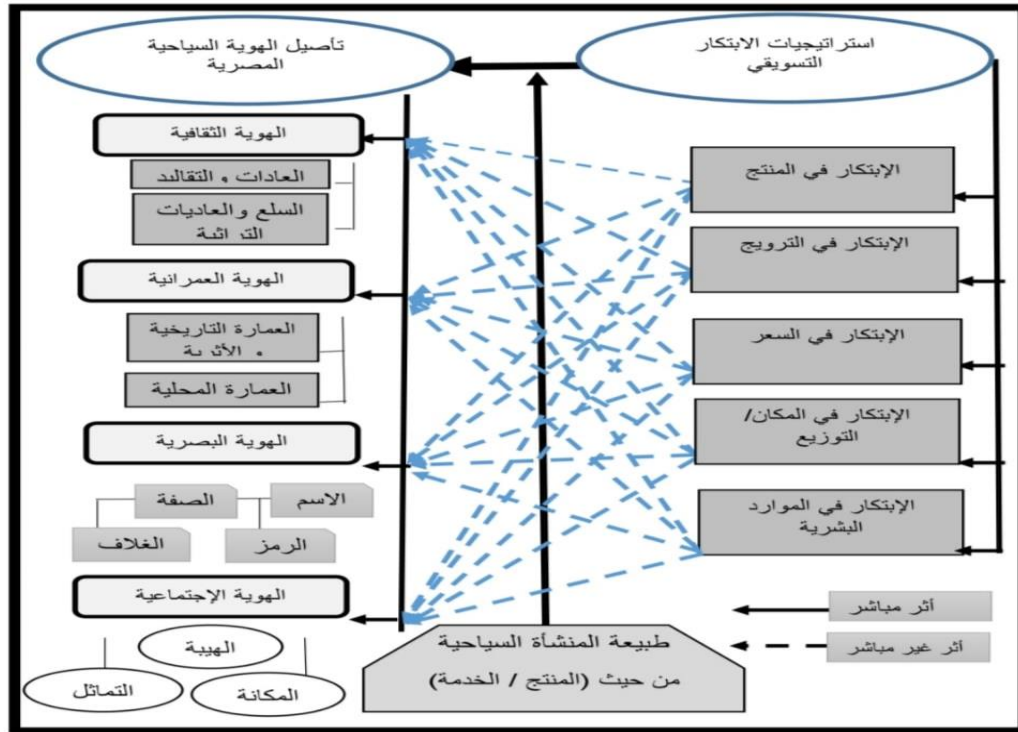 استراتيجيات الابتكار
التسويقي
تأصيل الهوية السياحية
المصرية
الإبتكار في المنتج
الإبتكار في الترويج
الإبتكار في السعر
الإبتكار في المكان/
التوزيع
الإبتكار في الموارد
البشرية
الهوية الثقافية
العادات و التقاليد
السلع والعاديات
التراثية
الهوية العمرانية
العمارة التاريخية
و الأثرية
العمارة المحلية
الهوية البصرية
الاسم
الصفة
الرمز
الغلاف
الهوية الإجتماعية
الهيبة
المكانة
التماثل
طبيعة المنشأة السياحية
من حيث (المنتج / الخدمة)
أثر مباشر
أثر غير مباشر